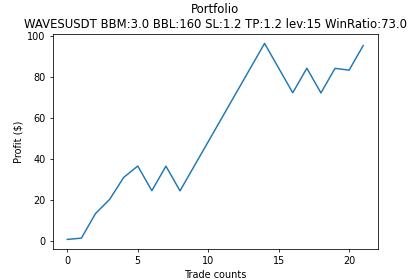 Portfolio
WAVESUSDT BBM:3.0 BBL:160 SL:1.2 TP:1.2 lev:15 WinRatio:73.0
100
80
60
40
20
0
Profit ($)
0 5 10 15 20
Trade counts